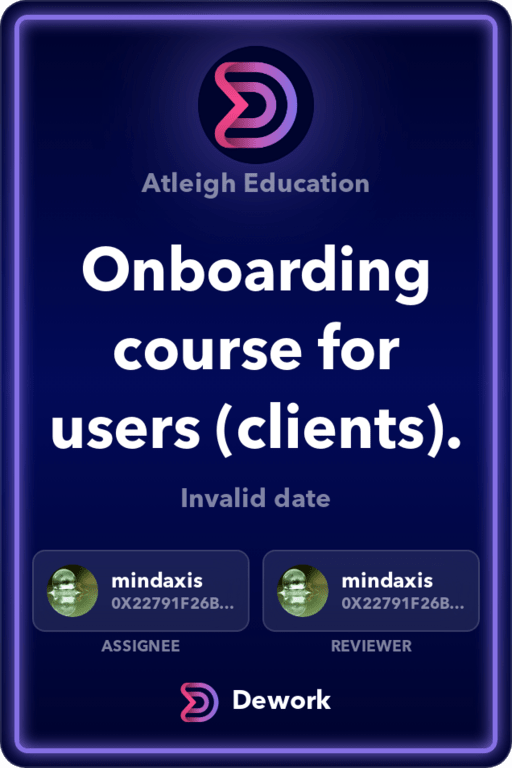 Atleigh Education
Onboarding
course for
users (clients).
Invalid date
mindaxis
0X22791F26B...
ASSIGNEE
mindaxis
0X22791F26B...
REVIEWER
Dework